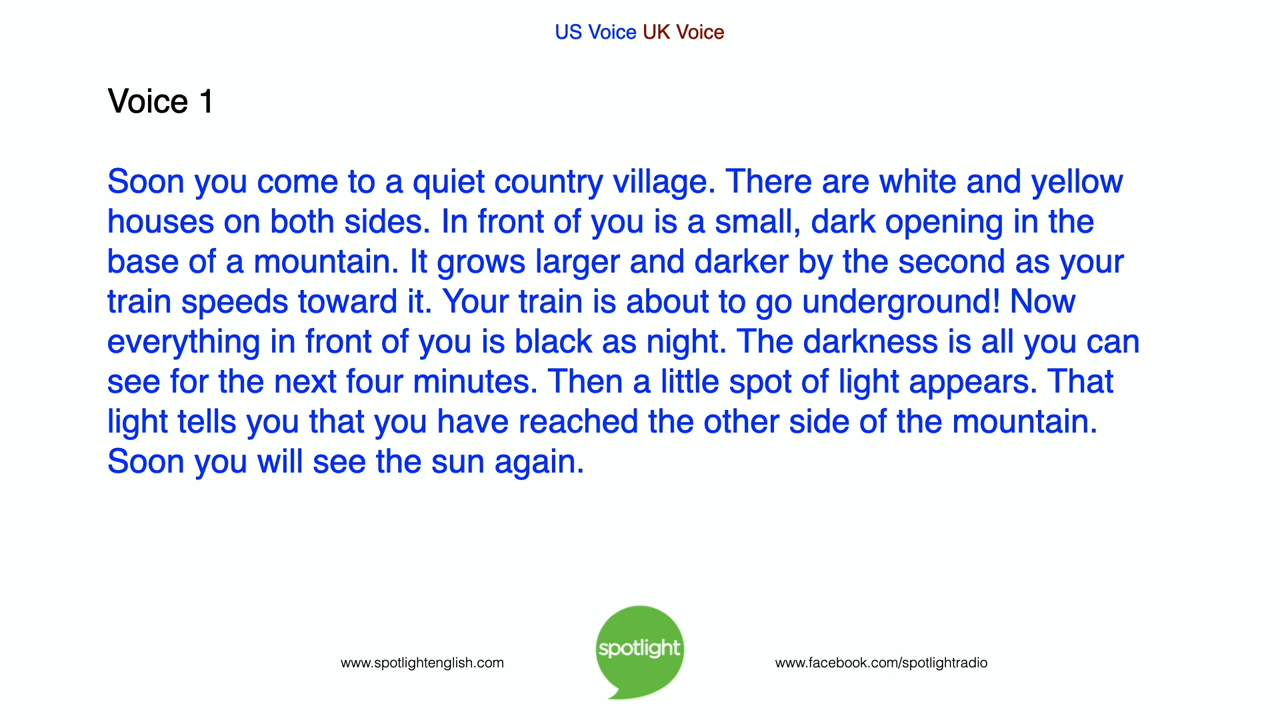 US Voice UK Voice
Voice 1
Soon you come to a quiet country village. There are white and yellow
houses on both sides. In front of you is a small, dark opening in the
base of a mountain. It grows larger and darker by the second as your
train speeds toward it. Your train is about to go underground! Now
everything in front of you is black as night. The darkness is all you can
see for the next four minutes. Then a little spot of light appears. That
light tells you that you have reached the other side of the mountain.
Soon you will see the sun again.
spotlight
www.spotlightenglish.com
www.facebook.com/spotlightradio